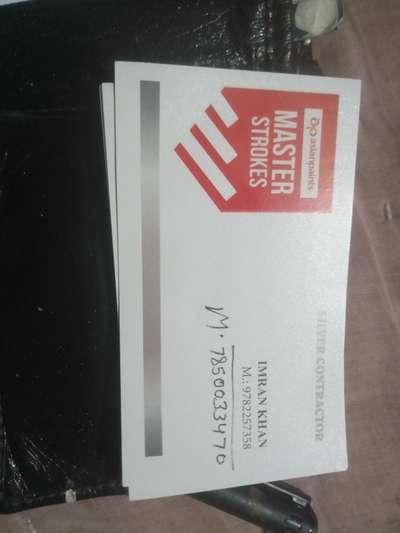 asianpaints
MASTER
STROKES
SILVER CONTRACTOR
IMRAN KHAN
M.: 9782257358
M. 7850033470